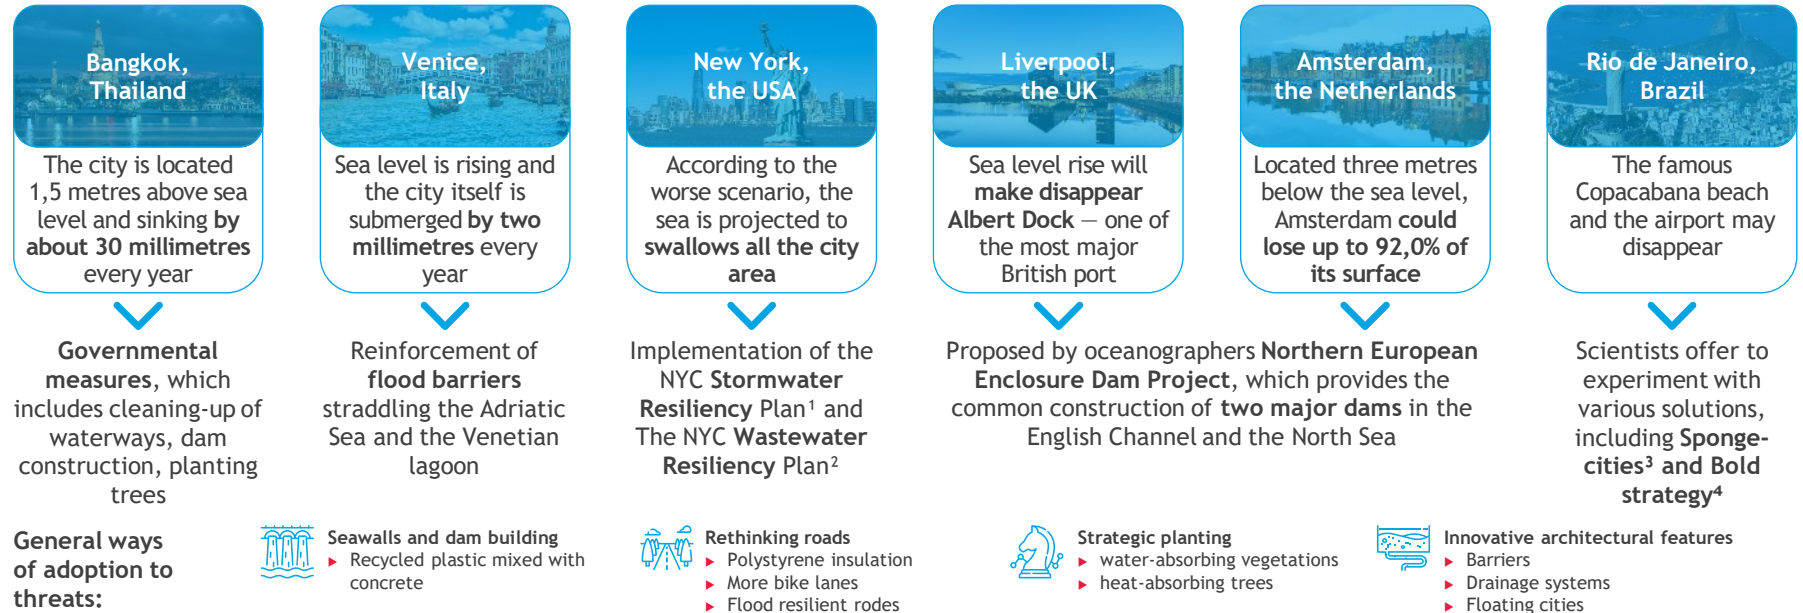 Bangkok,
Thailand
The city is located
1,5 metres above sea
level and sinking by
about 30 millimetres
every year
Governmental
measures, which
includes cleaning-up of
waterways, dam
construction, planting
trees
Venice,
Italy
Sea level is rising and
the city itself is
submerged by two
millimetres every
year
Reinforcement of
flood barriers
straddling the Adriatic
Sea and the Venetian
lagoon
New York,
the USA
According to the
worse scenario, the
sea is projected to
swallows all the city
area
Implementation of the
NYC Stormwater
Resiliency Plan¹ and
The NYC Wastewater
Resiliency Plan²
Liverpool,
the UK
Sea level rise will
make disappear
Albert Dock — one of
the most major
British port
Amsterdam,
the Netherlands
Located three metres
below the sea level,
Amsterdam could
lose up to 92,0% of
its surface
Proposed by oceanographers Northern European
Enclosure Dam Project, which provides the
common construction of two major dams in the
English Channel and the North Sea
Rio de Janeiro,
Brazil
The famous
Copacabana beach
and the airport may
disappear
Scientists offer to
experiment with
various solutions,
including Sponge-
cities³ and Bold
strategy⁴
General ways
of adoption to
threats:
Seawalls and dam building
Recycled plastic mixed with
concrete
Rethinking roads
Polystyrene insulation
More bike lanes
Flood resilient rodes
Strategic planting
water-absorbing vegetations
heat-absorbing trees
Innovative architectural features
Barriers
Drainage systems
Floating cities